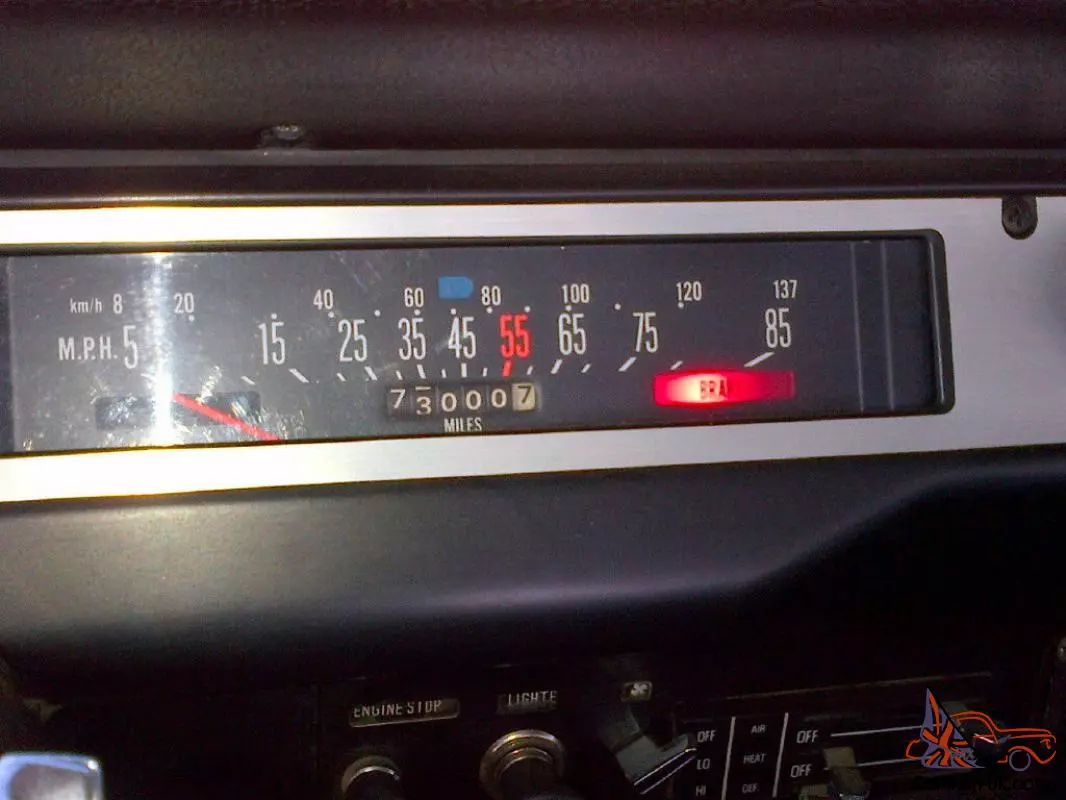 km/h 8 20 40 60 80 100 120 137
M.P.H. 5 15 25 35 45 55 65 75 85
730007
BRA
MILES
ENGINE STOP
LIGHTE
OFF AIR OFF
LO HEAT OFF
HI DEF.